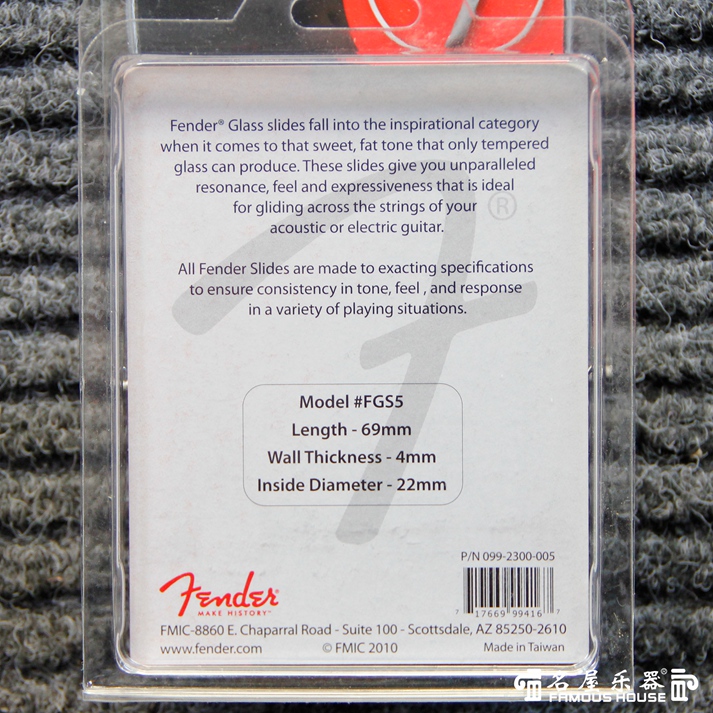 Fender® Glass slides fall into the inspirational category
when it comes to that sweet, fat tone that only tempered
glass can produce. These slides give you unparalleled
resonance, feel and expressiveness that is ideal
for gliding across the strings of your
acoustic or electric guitar.
®
All Fender Slides are made to exacting specifications
to ensure consistency in tone, feel , and response
in a variety of playing situations.
Model #FGS5
Length - 69mm
Wall Thickness - 4mm
Inside Diameter - 22mm
P/N 099-2300-005
7 17669 99416 7
Fender
MAKE HISTORY™
FMIC-8860 E. Chaparral Road - Suite 100 - Scottsdale, AZ 85250-2610
www.fender.com © FMIC 2010 Made in Taiwan
名屋乐器®
FAMOUS HOUSE